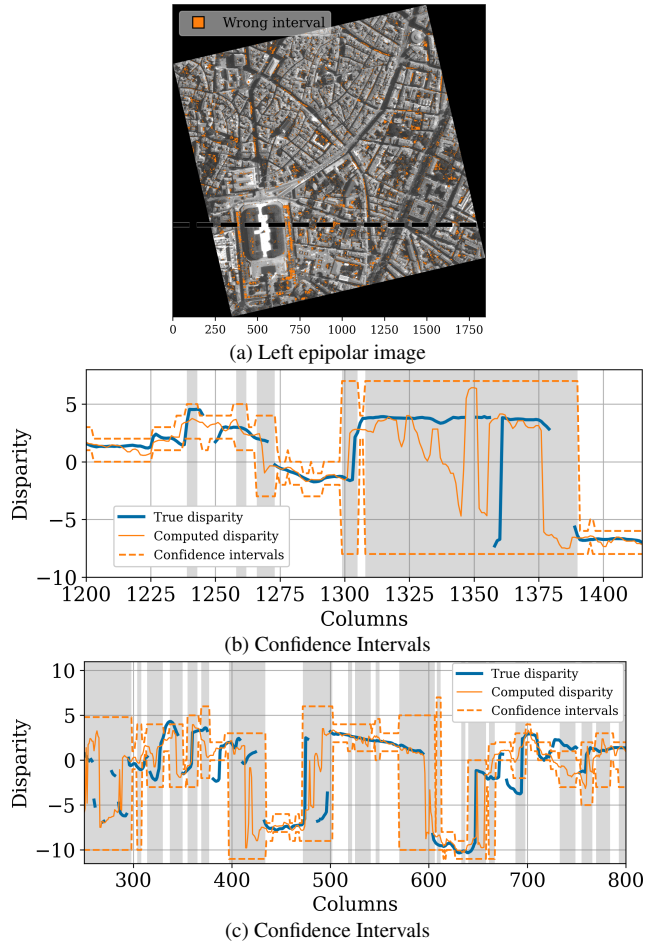 Wrong interval
0 250 500 750 1000 1250 1500 1750
(a) Left epipolar image
5
0
−5
−10
Disparity
True disparity
Computed disparity
Confidence intervals
1200 1225 1250 1275 1300 1325 1350 1375 1400
Columns
(b) Confidence Intervals
10
5
0
−5
−10
Disparity
True disparity
Computed disparity
Confidence intervals
300 400 500 600 700 800
Columns
(c) Confidence Intervals